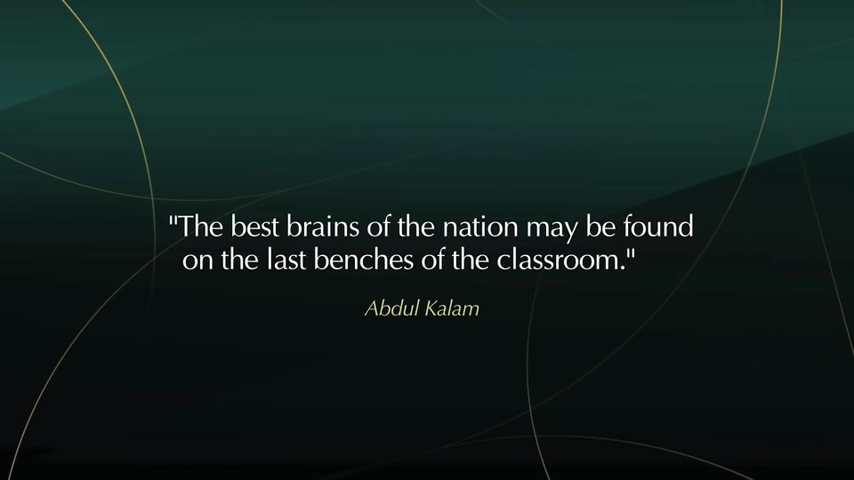 "The best brains of the nation may be found
on the last benches of the classroom."
Abdul Kalam